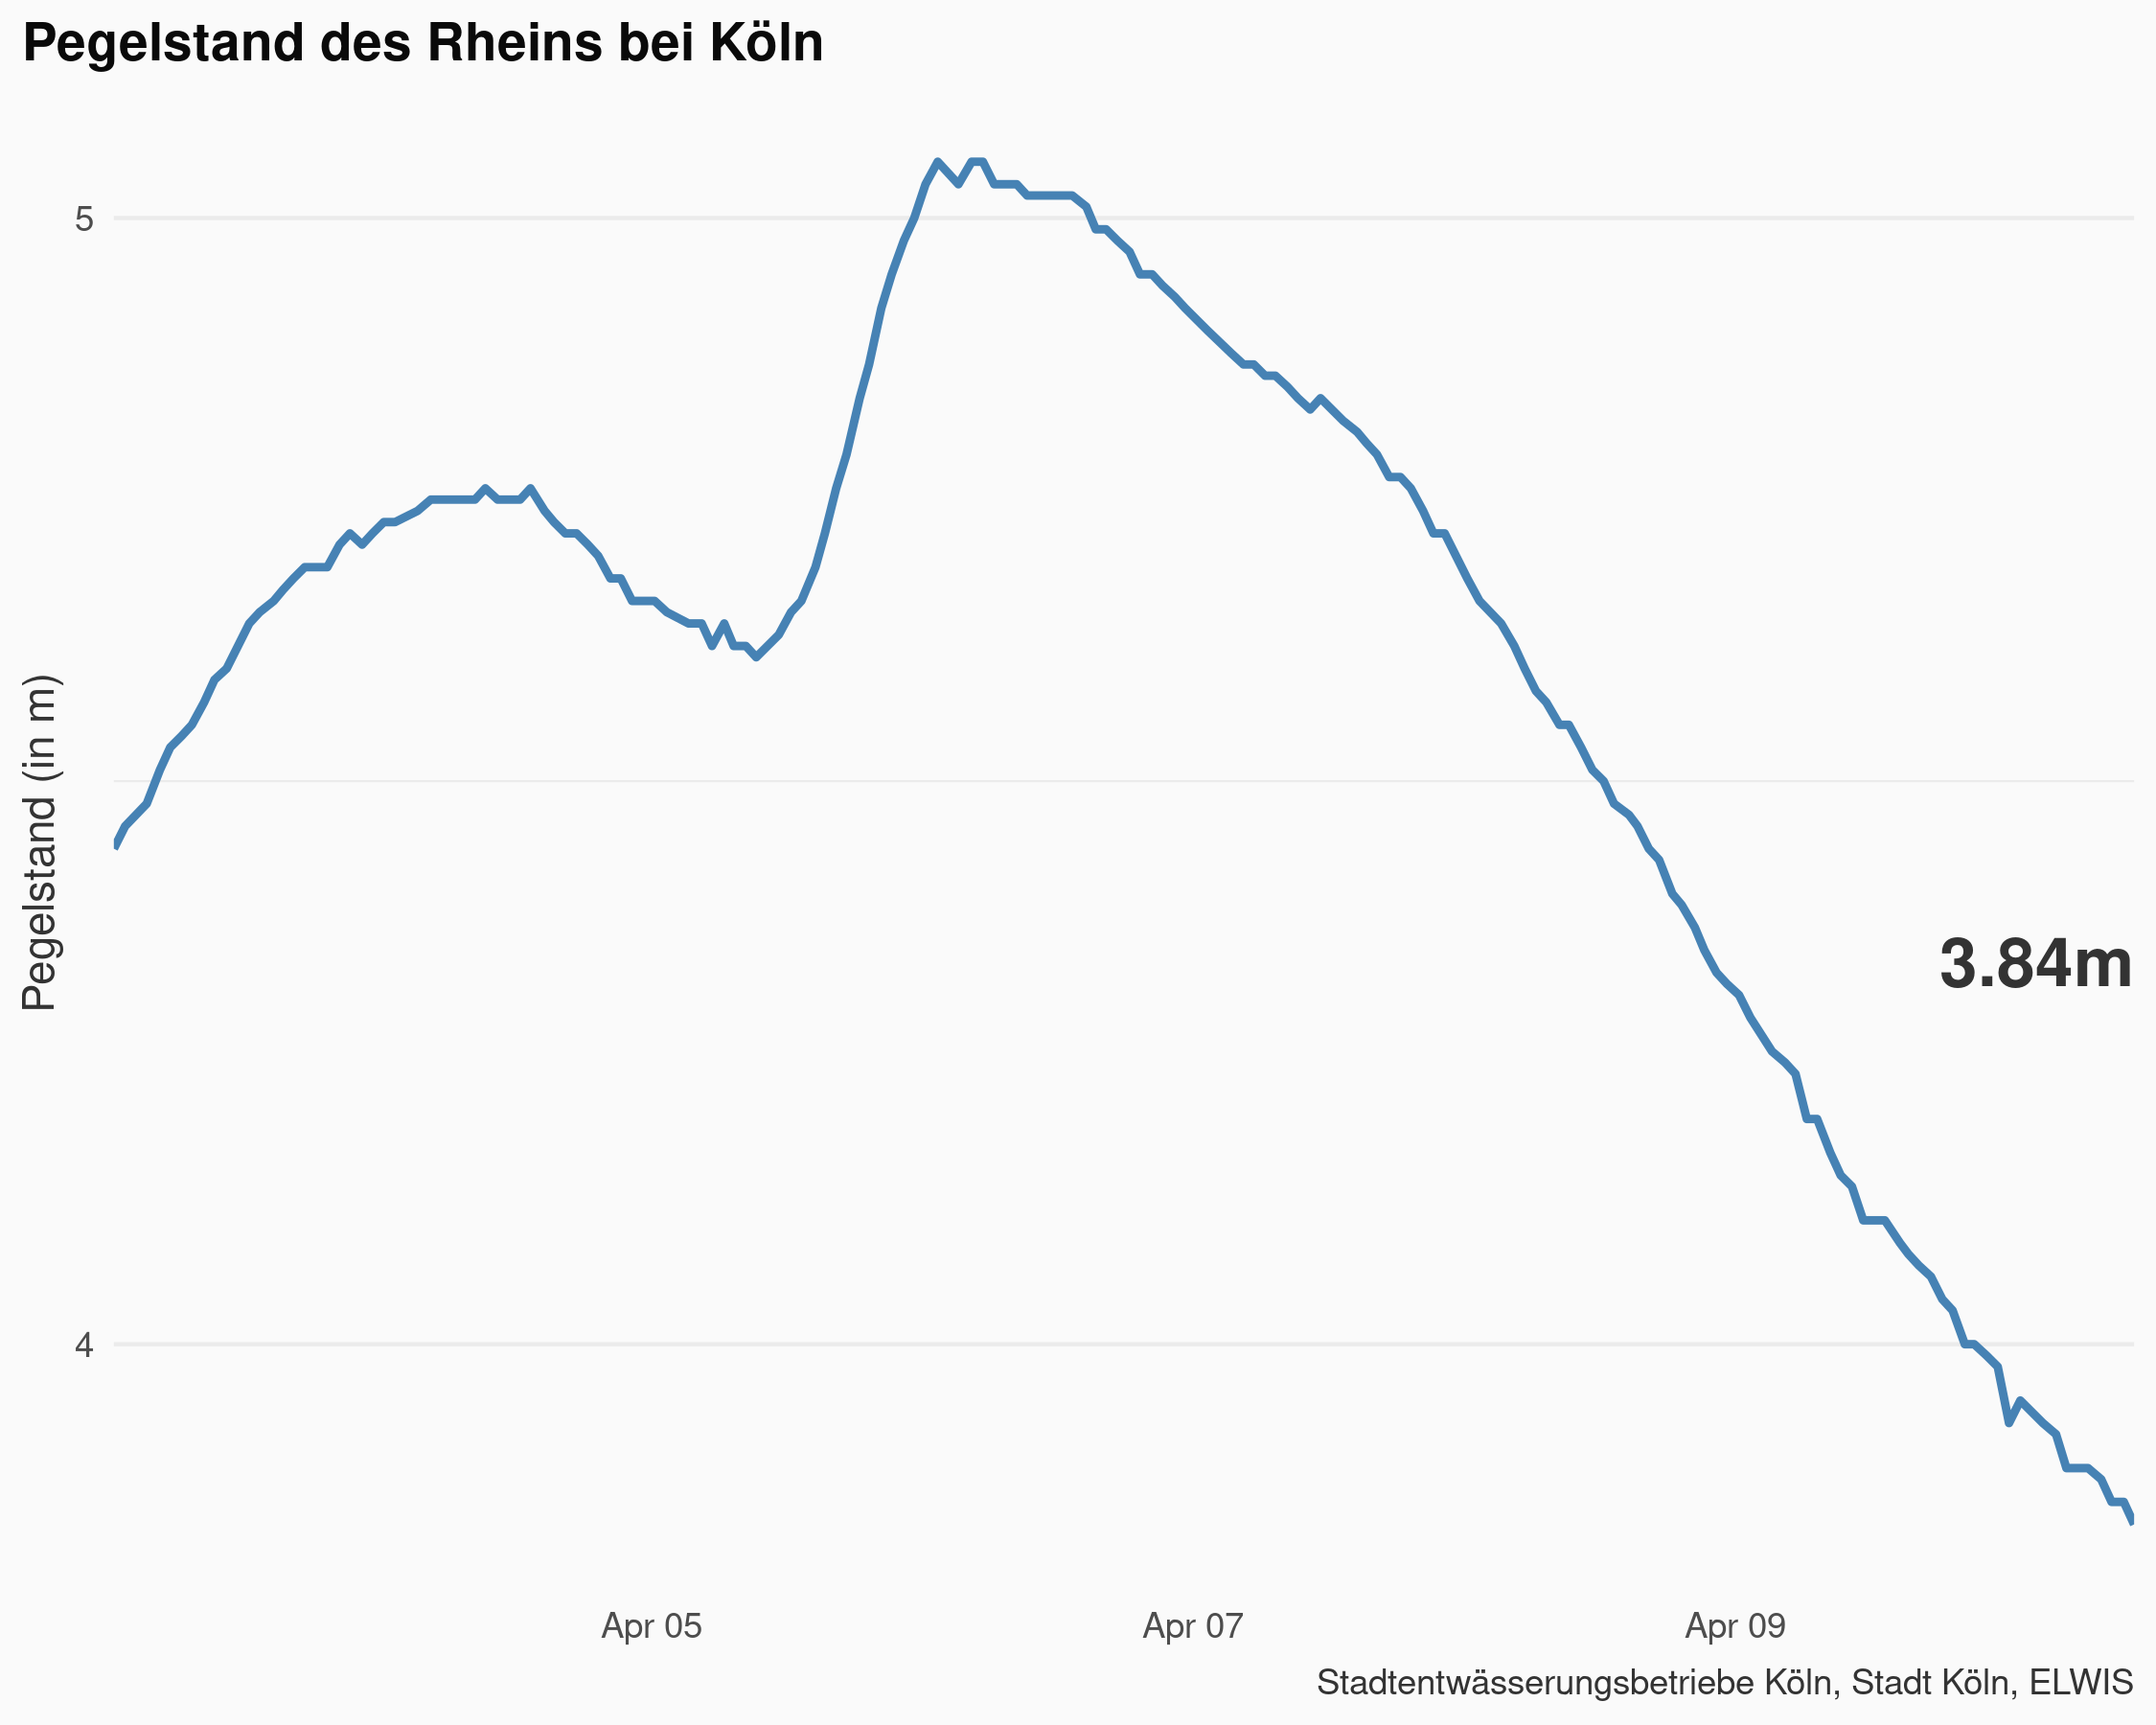 Pegelstand des Rheins bei Köln
Pegelstand (in m)
5
4
3.84m
Apr 05
Apr 07
Apr 09
Stadtentwässerungsbetriebe Köln, Stadt Köln, ELWIS